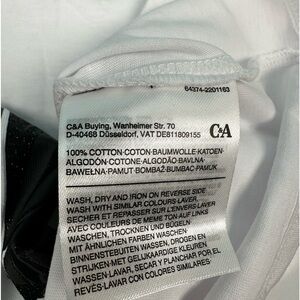 64374-2201163
C&A Buying, Wanheimer Str. 70
D-40468 Düsseldorf, VAT DE811809155
C&A
100% COTTON-COTON-BAUMWOLLE-KATOEN-
ALGODÓN-COTONE-ALGODÃO-BAVLNA-
BAWEŁNA-PAMUT-BOMBAŽ-BUMBAC-PAMUK
WASH, DRY AND IRON ON REVERSE SIDE
WASH WITH SIMILAR COLOURS-LAVER,
SECHER ET REPASSER SUR L'ENVERS-LAVER
AVEC COULEURS DE MÊME TON-AUF LINKS
WASCHEN, TROCKNEN UND BÜGELN
MIT ÄHNLICHEN FARBEN WASCHEN-
BINNENSTEBUITEN WASSEN, DROGEN EN
STRIJKEN-MET GELIJKE KLEUREN
WASSEN-LAVAR, SECAR Y PLANCHAR DEL
REVÉS-LAVAR CON COLORES SIMILARES-